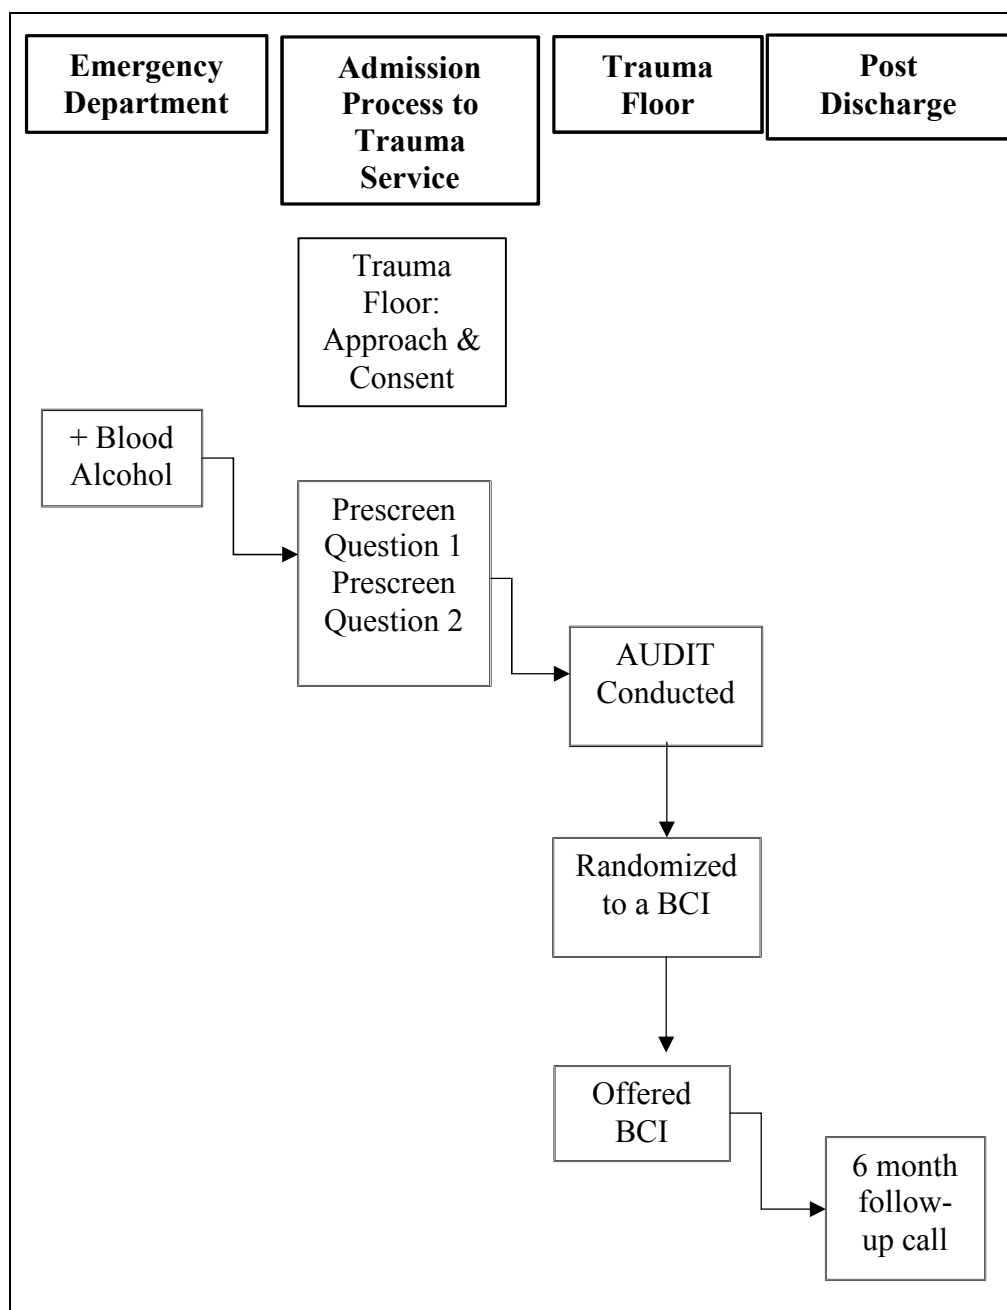 Emergency
Department
Admission
Process to
Trauma
Service
Trauma
Floor
Post
Discharge
Trauma
Floor:
Approach &
Consent
+ Blood
Alcohol
Prescreen
Question 1
Prescreen
Question 2
AUDIT
Conducted
Randomized
to a BCI
Offered
BCI
6 month
follow-
up call